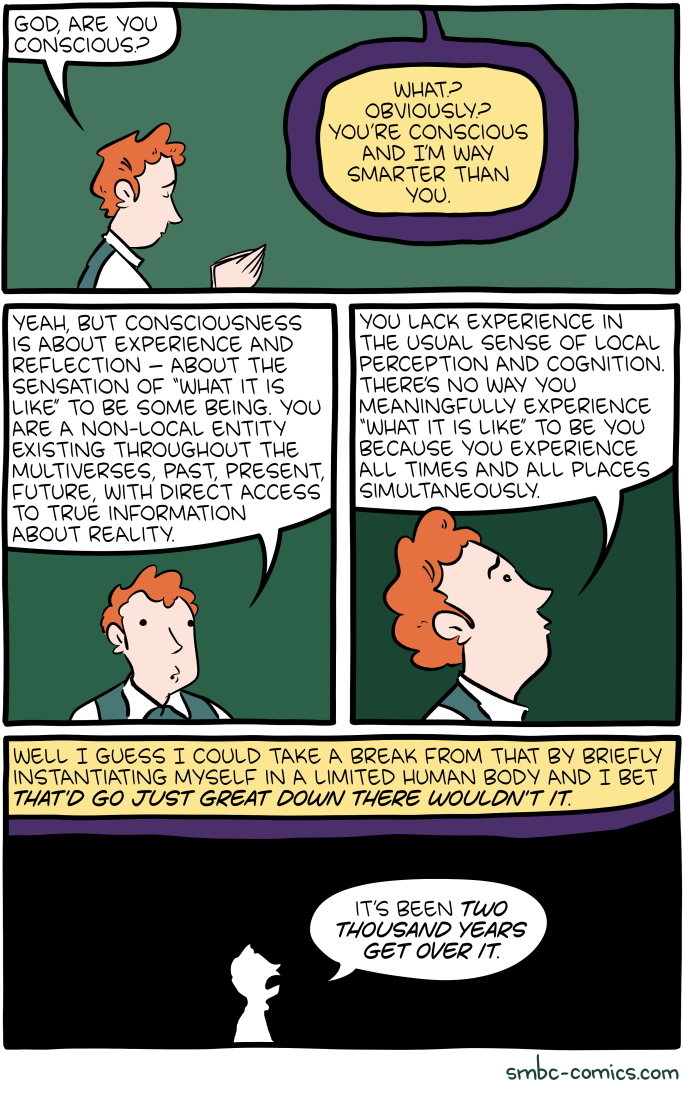 GOD, ARE YOU
CONSCIOUS?
WHAT?
OBVIOUSLY?
YOU'RE CONSCIOUS
AND I'M WAY
SMARTER THAN
YOU.
YEAH, BUT CONSCIOUSNESS
IS ABOUT EXPERIENCE AND
REFLECTION – ABOUT THE
SENSATION OF "WHAT IT IS
LIKE" TO BE SOME BEING. YOU
ARE A NON-LOCAL ENTITY
EXISTING THROUGHOUT THE
MULTIVERSES, PAST, PRESENT,
FUTURE, WITH DIRECT ACCESS
TO TRUE INFORMATION
ABOUT REALITY.
YOU LACK EXPERIENCE IN
THE USUAL SENSE OF LOCAL
PERCEPTION AND COGNITION.
THERE'S NO WAY YOU
MEANINGFULLY EXPERIENCE
"WHAT IT IS LIKE" TO BE YOU
BECAUSE YOU EXPERIENCE
ALL TIMES AND ALL PLACES
SIMULTANEOUSLY.
WELL I GUESS I COULD TAKE A BREAK FROM THAT BY BRIEFLY
INSTANTIATING MYSELF IN A LIMITED HUMAN BODY AND I BET
THAT'D GO JUST GREAT DOWN THERE WOULDN'T IT.
IT'S BEEN TWO
THOUSAND YEARS
GET OVER IT.
smbc-comics.com